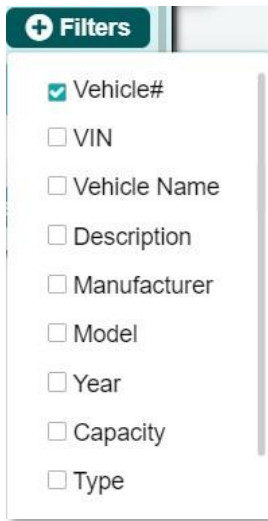 Filters
Vehicle#
VIN
Vehicle Name
Description
Manufacturer
Model
Year
Capacity
Type